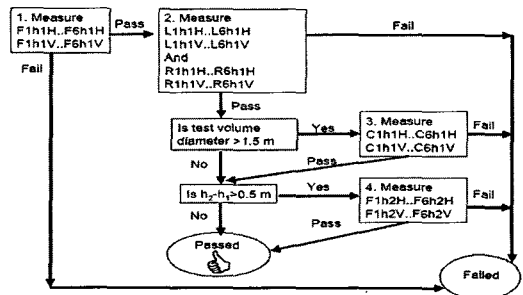 1. Measure
F1h1H..F6h1H
F1h1V..F6h1V
Pass
Fail
2. Measure
L1h1H..L6h1H
L1h1V..L6h1V
And
R1h1H..R6h1H
R1h1V..R6h1V
Fail
Pass
Is test volume
diameter >1.5 m
Yes
No
3. Measure
C1h1H..C6h1H
C1h1V..C6h1V
Fail
Pass
Is h₂-h₁>0.5 m
Yes
No
4. Measure
F1h2H..F6h2H
F1h2V..F6h2V
Fail
Pass
Passed
Failed